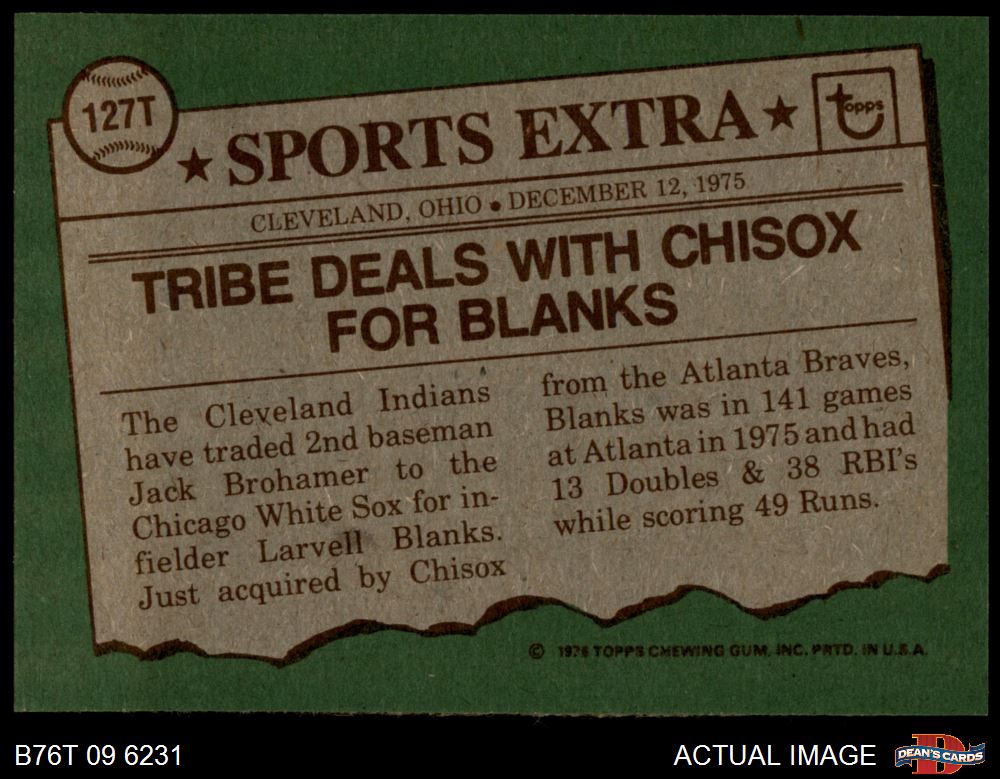 127T
★ SPORTS EXTRA ★
topps
CLEVELAND, OHIO • DECEMBER 12, 1975
TRIBE DEALS WITH CHISOX
FOR BLANKS
The Cleveland Indians
have traded 2nd baseman
Jack Brohamer to the
Chicago White Sox for in-
fielder Larvell Blanks.
Just acquired by Chisox
from the Atlanta Braves,
Blanks was in 141 games
at Atlanta in 1975 and had
13 Doubles & 38 RBI's
while scoring 49 Runs.
© 1976 TOPPS CHEWING GUM, INC. PRTD. IN U.S.A.
B76T 09 6231
ACTUAL IMAGE
DEAN'S CARDS